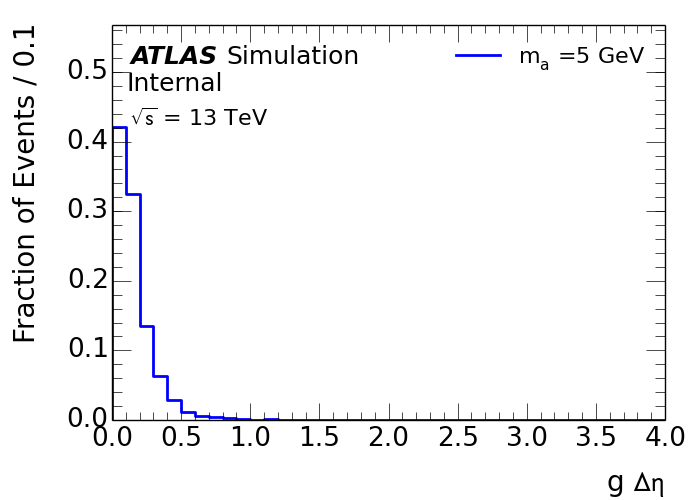 Fraction of Events / 0.1
ATLAS Simulation
Internal
√s = 13 TeV
mₐ =5 GeV
0.5
0.4
0.3
0.2
0.1
0.0
0.0 0.5 1.0 1.5 2.0 2.5 3.0 3.5 4.0
g Δη